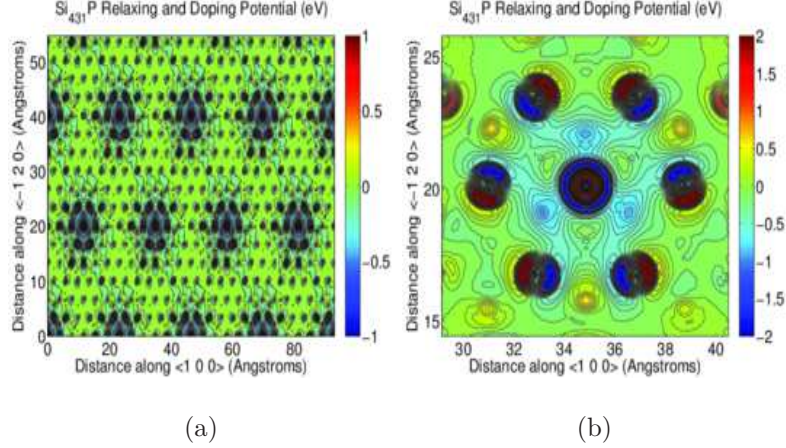 Si431P Relaxing and Doping Potential (eV)
Distance along <−1 2 0> (Angstroms)
50
40
30
20
10
0
0 20 40 60 80
Distance along <1 0 0> (Angstroms)
1
0.5
0
−0.5
−1
(a)
Si431P Relaxing and Doping Potential (eV)
Distance along <−1 2 0> (Angstroms)
25
20
15
30 32 34 36 38 40
Distance along <1 0 0> (Angstroms)
2
1.5
1
0.5
0
−0.5
−1
−1.5
−2
(b)